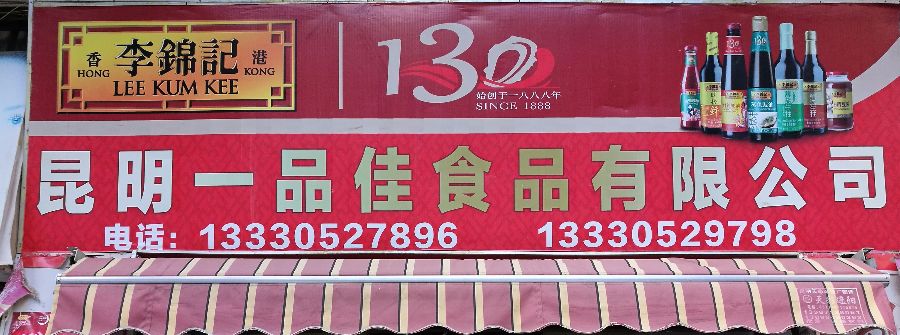 香 李錦記 港
HONG LEE KUM KEE KONG
130
始创于一八八八年
SINCE 1888
昆明一品佳食品有限公司
电话: 13330527896 13330529798